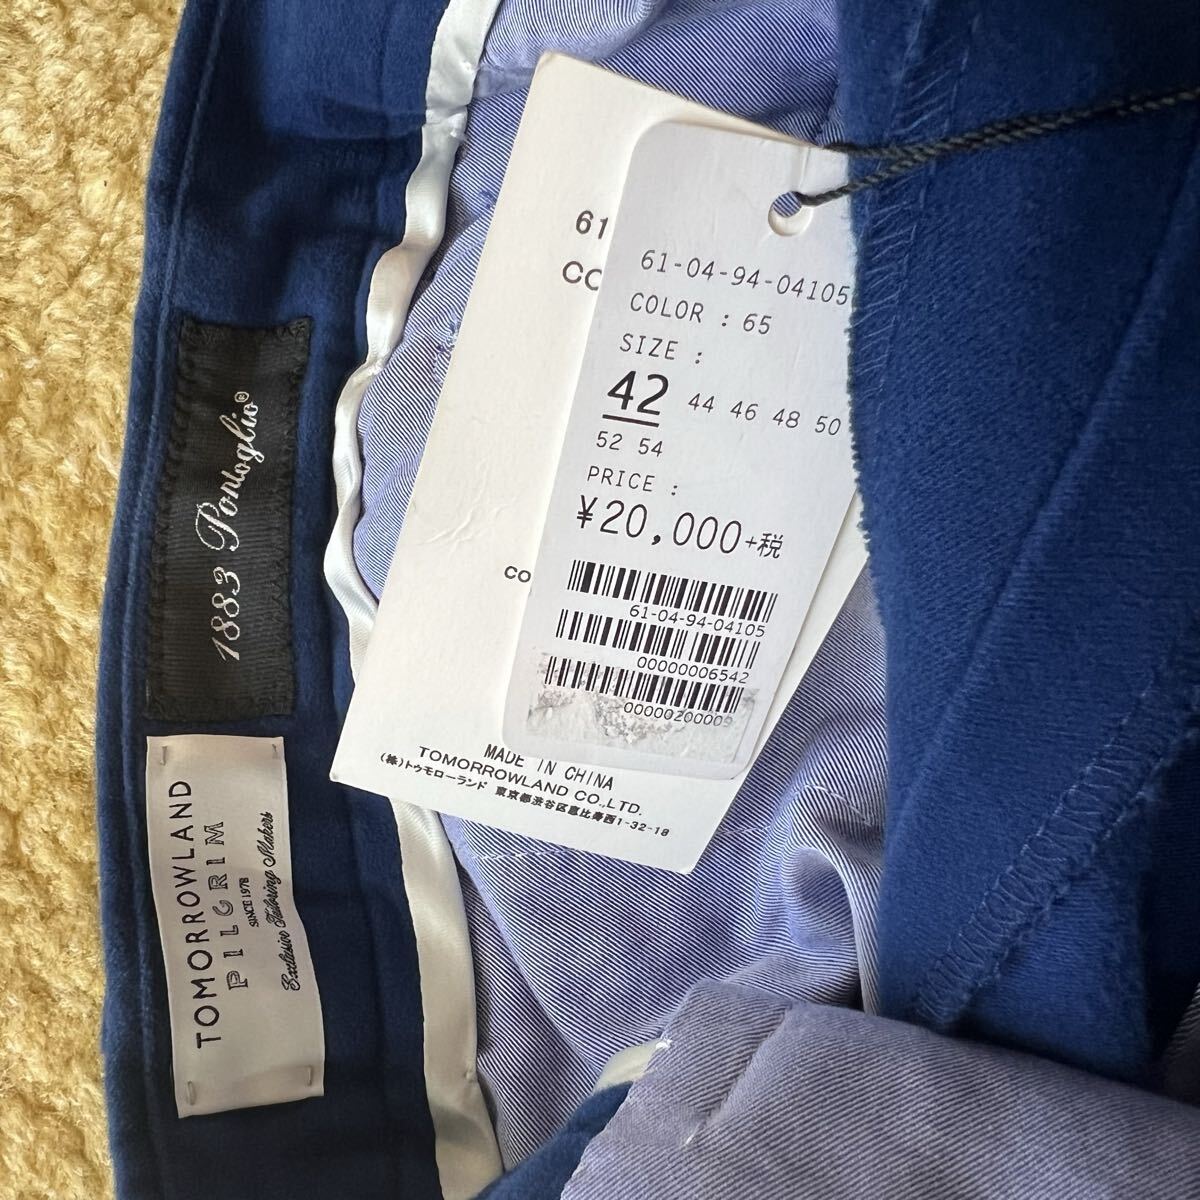 61-04-94-04105
COLOR : 65
SIZE :
42 44 46 48 50
52 54
PRICE :
¥20,000+税
61-04-94-04105
00000006542
00000200009
61
CO
CO
MADE IN CHINA
TOMORROWLAND CO.,LTD.
(株)トゥモローランド 東京都渋谷区恵比寿西1-32-18
1883 Pontoglio®
TOMORROWLAND
PILGRIM
SINCE 1978
Exclusive Tailoring Makers